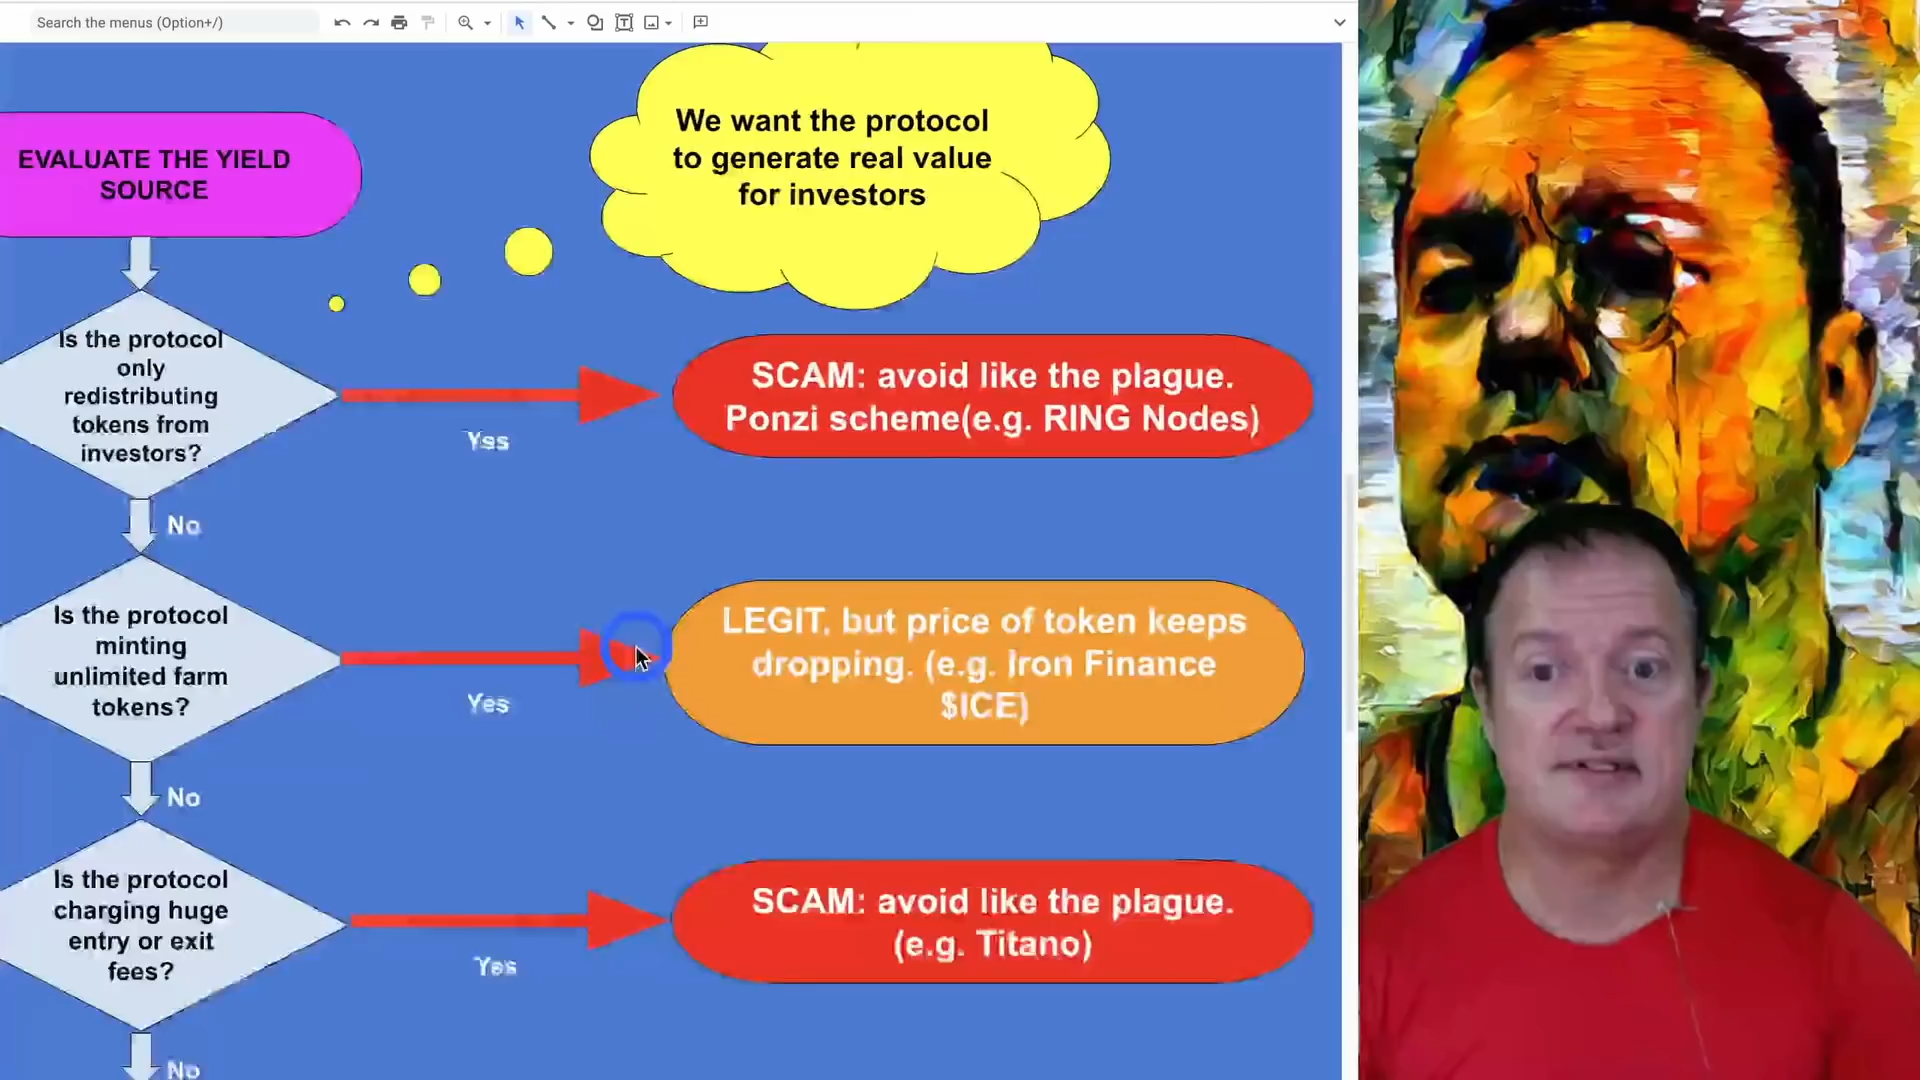 Search the menus (Option+/)
We want the protocol
to generate real value
for investors
EVALUATE THE YIELD
SOURCE
Is the protocol
only
redistributing
tokens from
investors?
Yes
SCAM: avoid like the plague.
Ponzi scheme(e.g. RING Nodes)
No
Is the protocol
minting
unlimited farm
tokens?
Yes
LEGIT, but price of token keeps
dropping. (e.g. Iron Finance
$ICE)
No
Is the protocol
charging huge
entry or exit
fees?
Yes
SCAM: avoid like the plague.
(e.g. Titano)
No